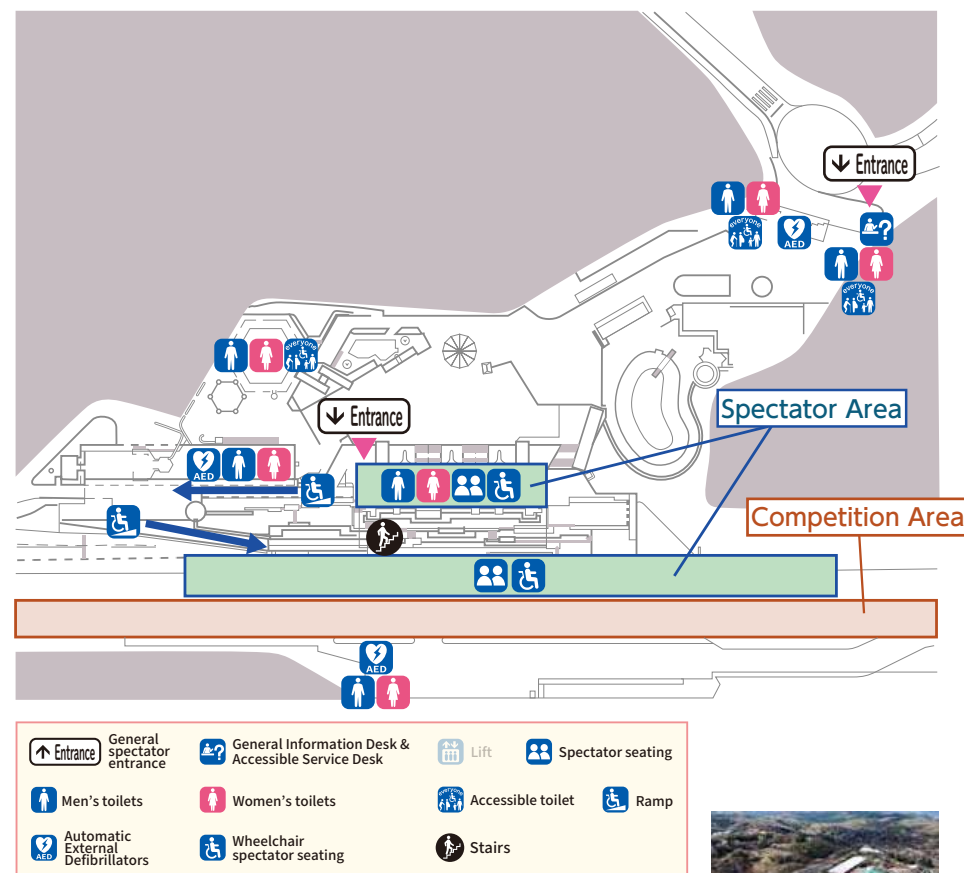 Entrance
everyone
AED
?
everyone
everyone
Entrance
Spectator Area
AED
Competition Area
AED
Entrance
General
spectator
entrance
?
General Information Desk &
Accessible Service Desk
Lift
Spectator seating
Men's toilets
Women's toilets
everyone
Accessible toilet
Ramp
AED
Automatic
External
Defibrillators
Wheelchair
spectator seating
Stairs